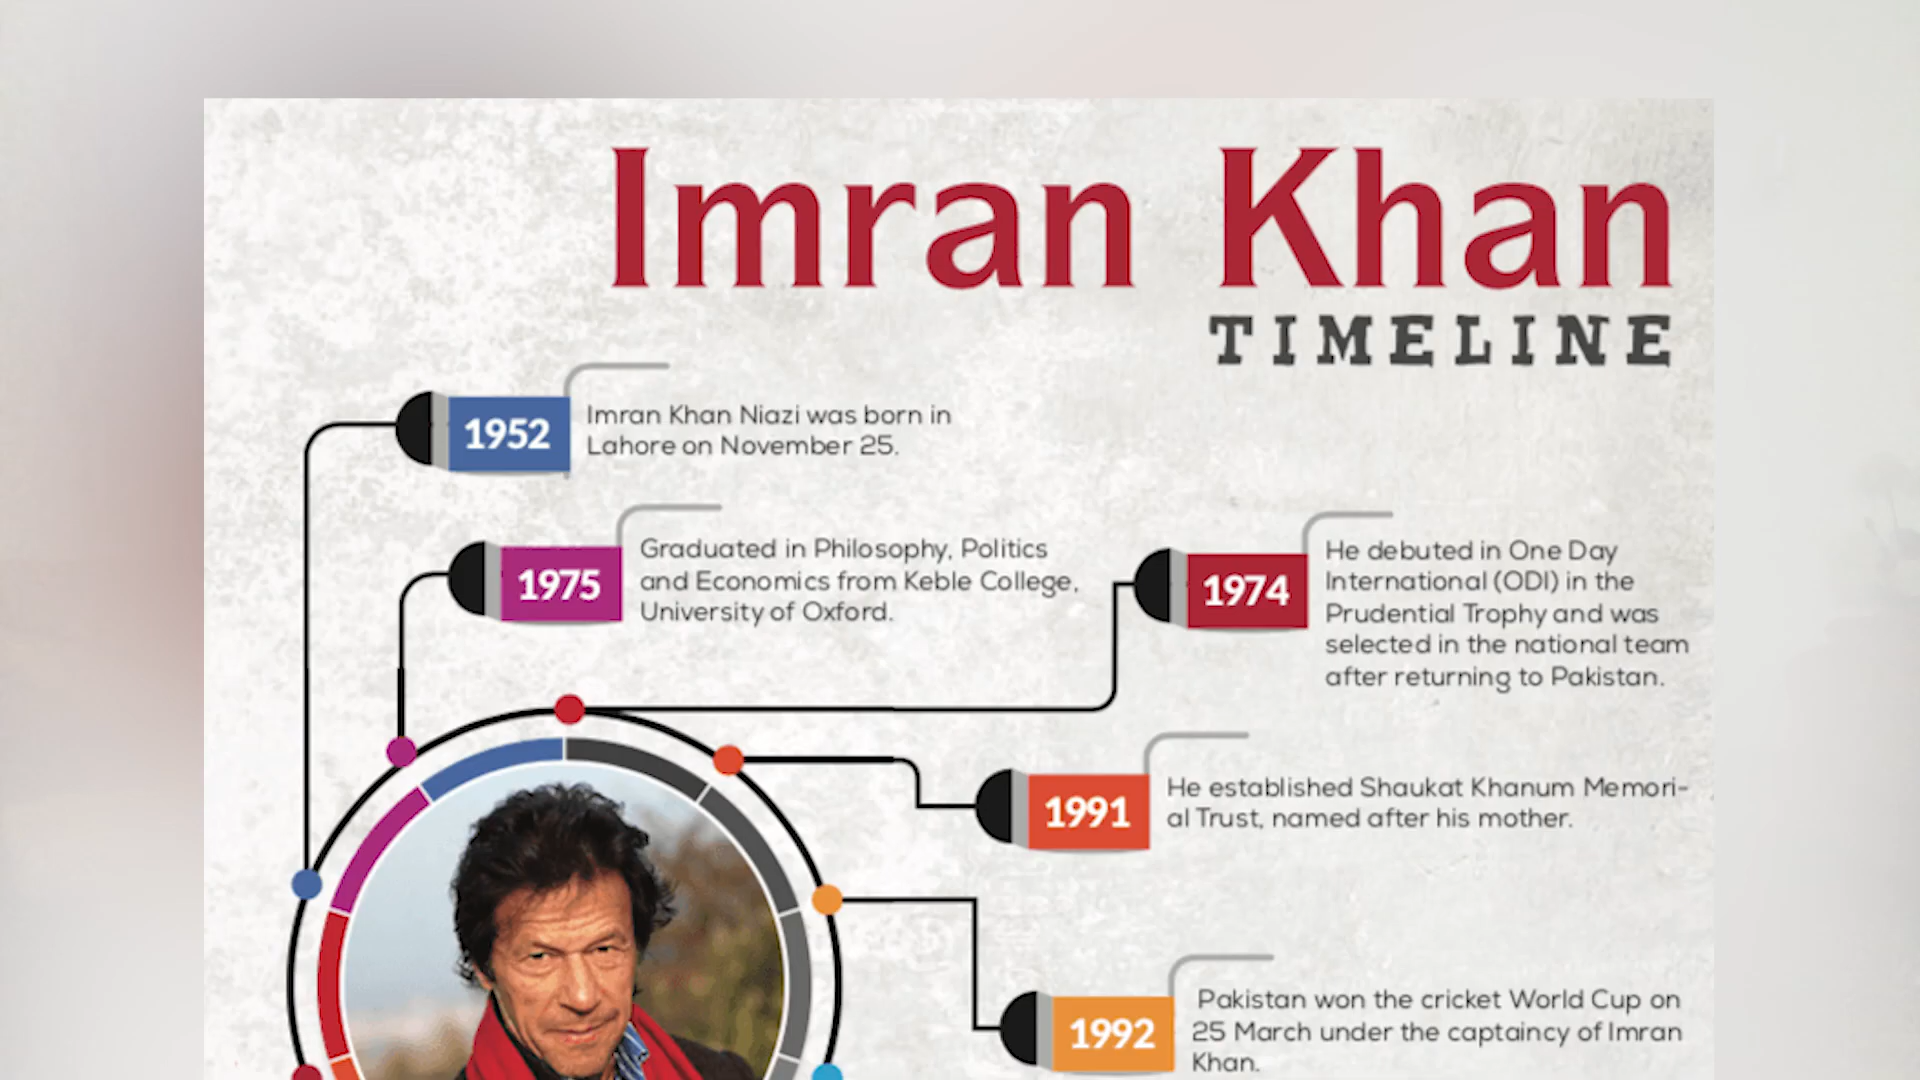 Imran Khan
TIMELINE
1952
Imran Khan Niazi was born in
Lahore on November 25.
1975
Graduated in Philosophy, Politics
and Economics from Keble College,
University of Oxford.
1974
He debuted in One Day
International (ODI) in the
Prudential Trophy and was
selected in the national team
after returning to Pakistan.
1991
He established Shaukat Khanum Memori-
al Trust, named after his mother.
1992
Pakistan won the cricket World Cup on
25 March under the captaincy of Imran
Khan.